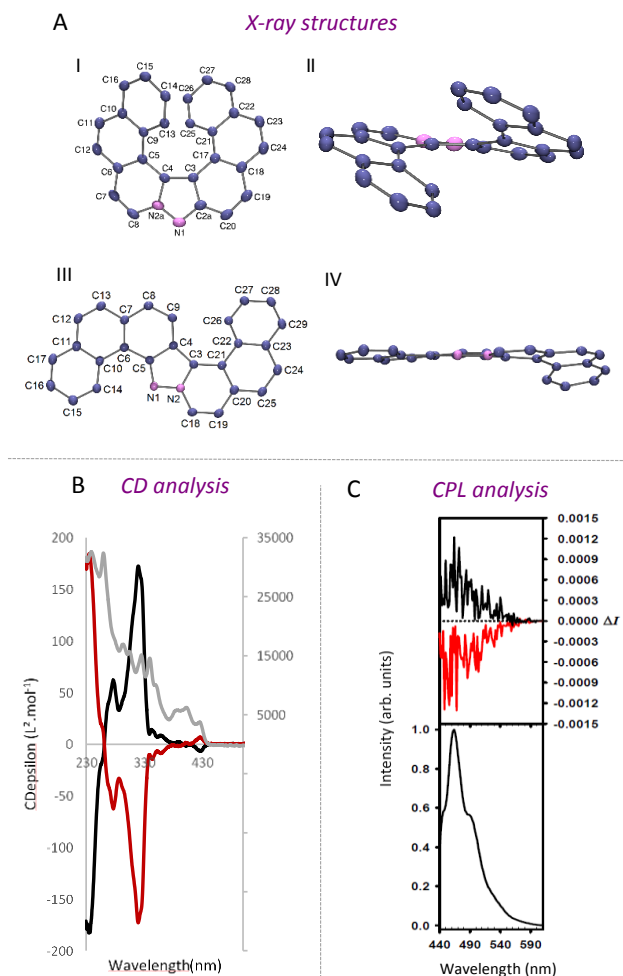 A
X-ray structures
I
C15
C16
C14
C10
C11
C13
C9
C12
C5
C6
C4
C7
C8
N2a
N1
C27
C26
C28
C22
C25
C23
C21
C17
C24
C18
C3
C19
C2a
C20
II
III
C13
C8
C12
C7
C9
C11
C6
C4
C17
C10
C5
C3
C16
C14
C15
N1
N2
C18
C19
C27
C28
C26
C29
C22
C23
C21
C24
C20
C25
IV
B
CD analysis
200
150
100
50
0
-50
-100
-150
-200
35000
30000
25000
15000
5000
230
330
430
CDepsilon (L².mol-¹)
Wavelength(nm)
C
CPL analysis
0.0015
0.0012
0.0009
0.0006
0.0003
0.0000 ΔI
-0.0003
-0.0006
-0.0009
-0.0012
-0.0015
Intensity (arb. units)
1.0
0.8
0.6
0.4
0.2
0.0
440
490
540
590
Wavelength (nm)